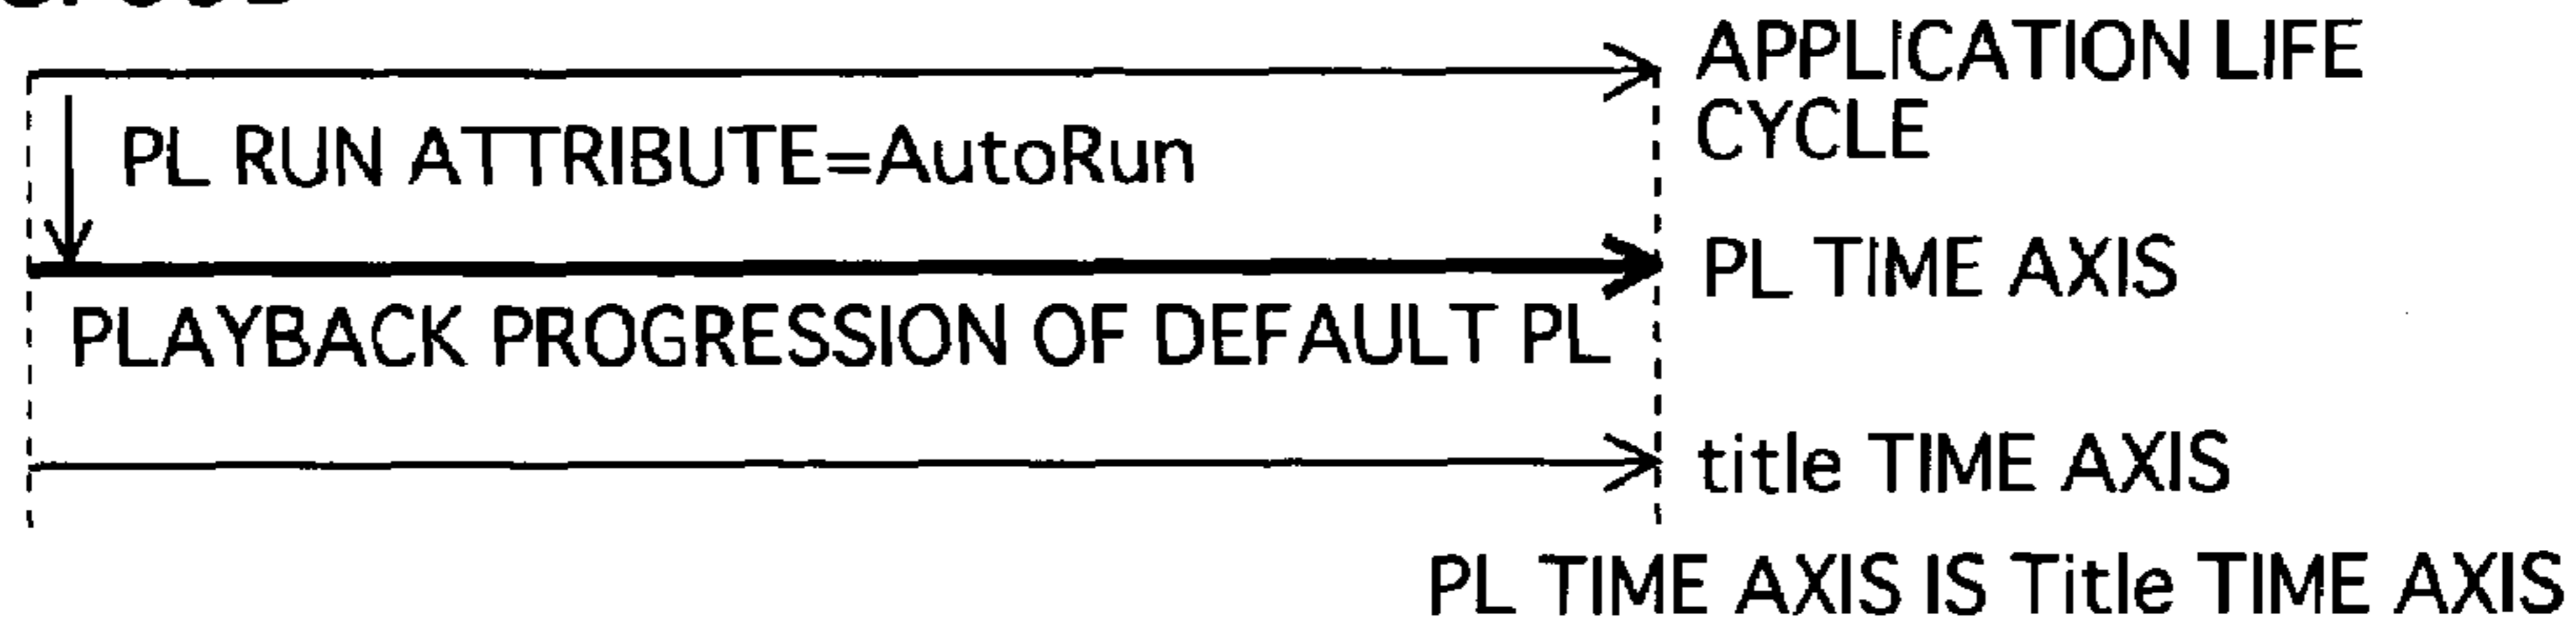 APPLICATION LIFE
CYCLE
PL RUN ATTRIBUTE=AutoRun
PL TIME AXIS
PLAYBACK PROGRESSION OF DEFAULT PL
title TIME AXIS
PL TIME AXIS IS Title TIME AXIS